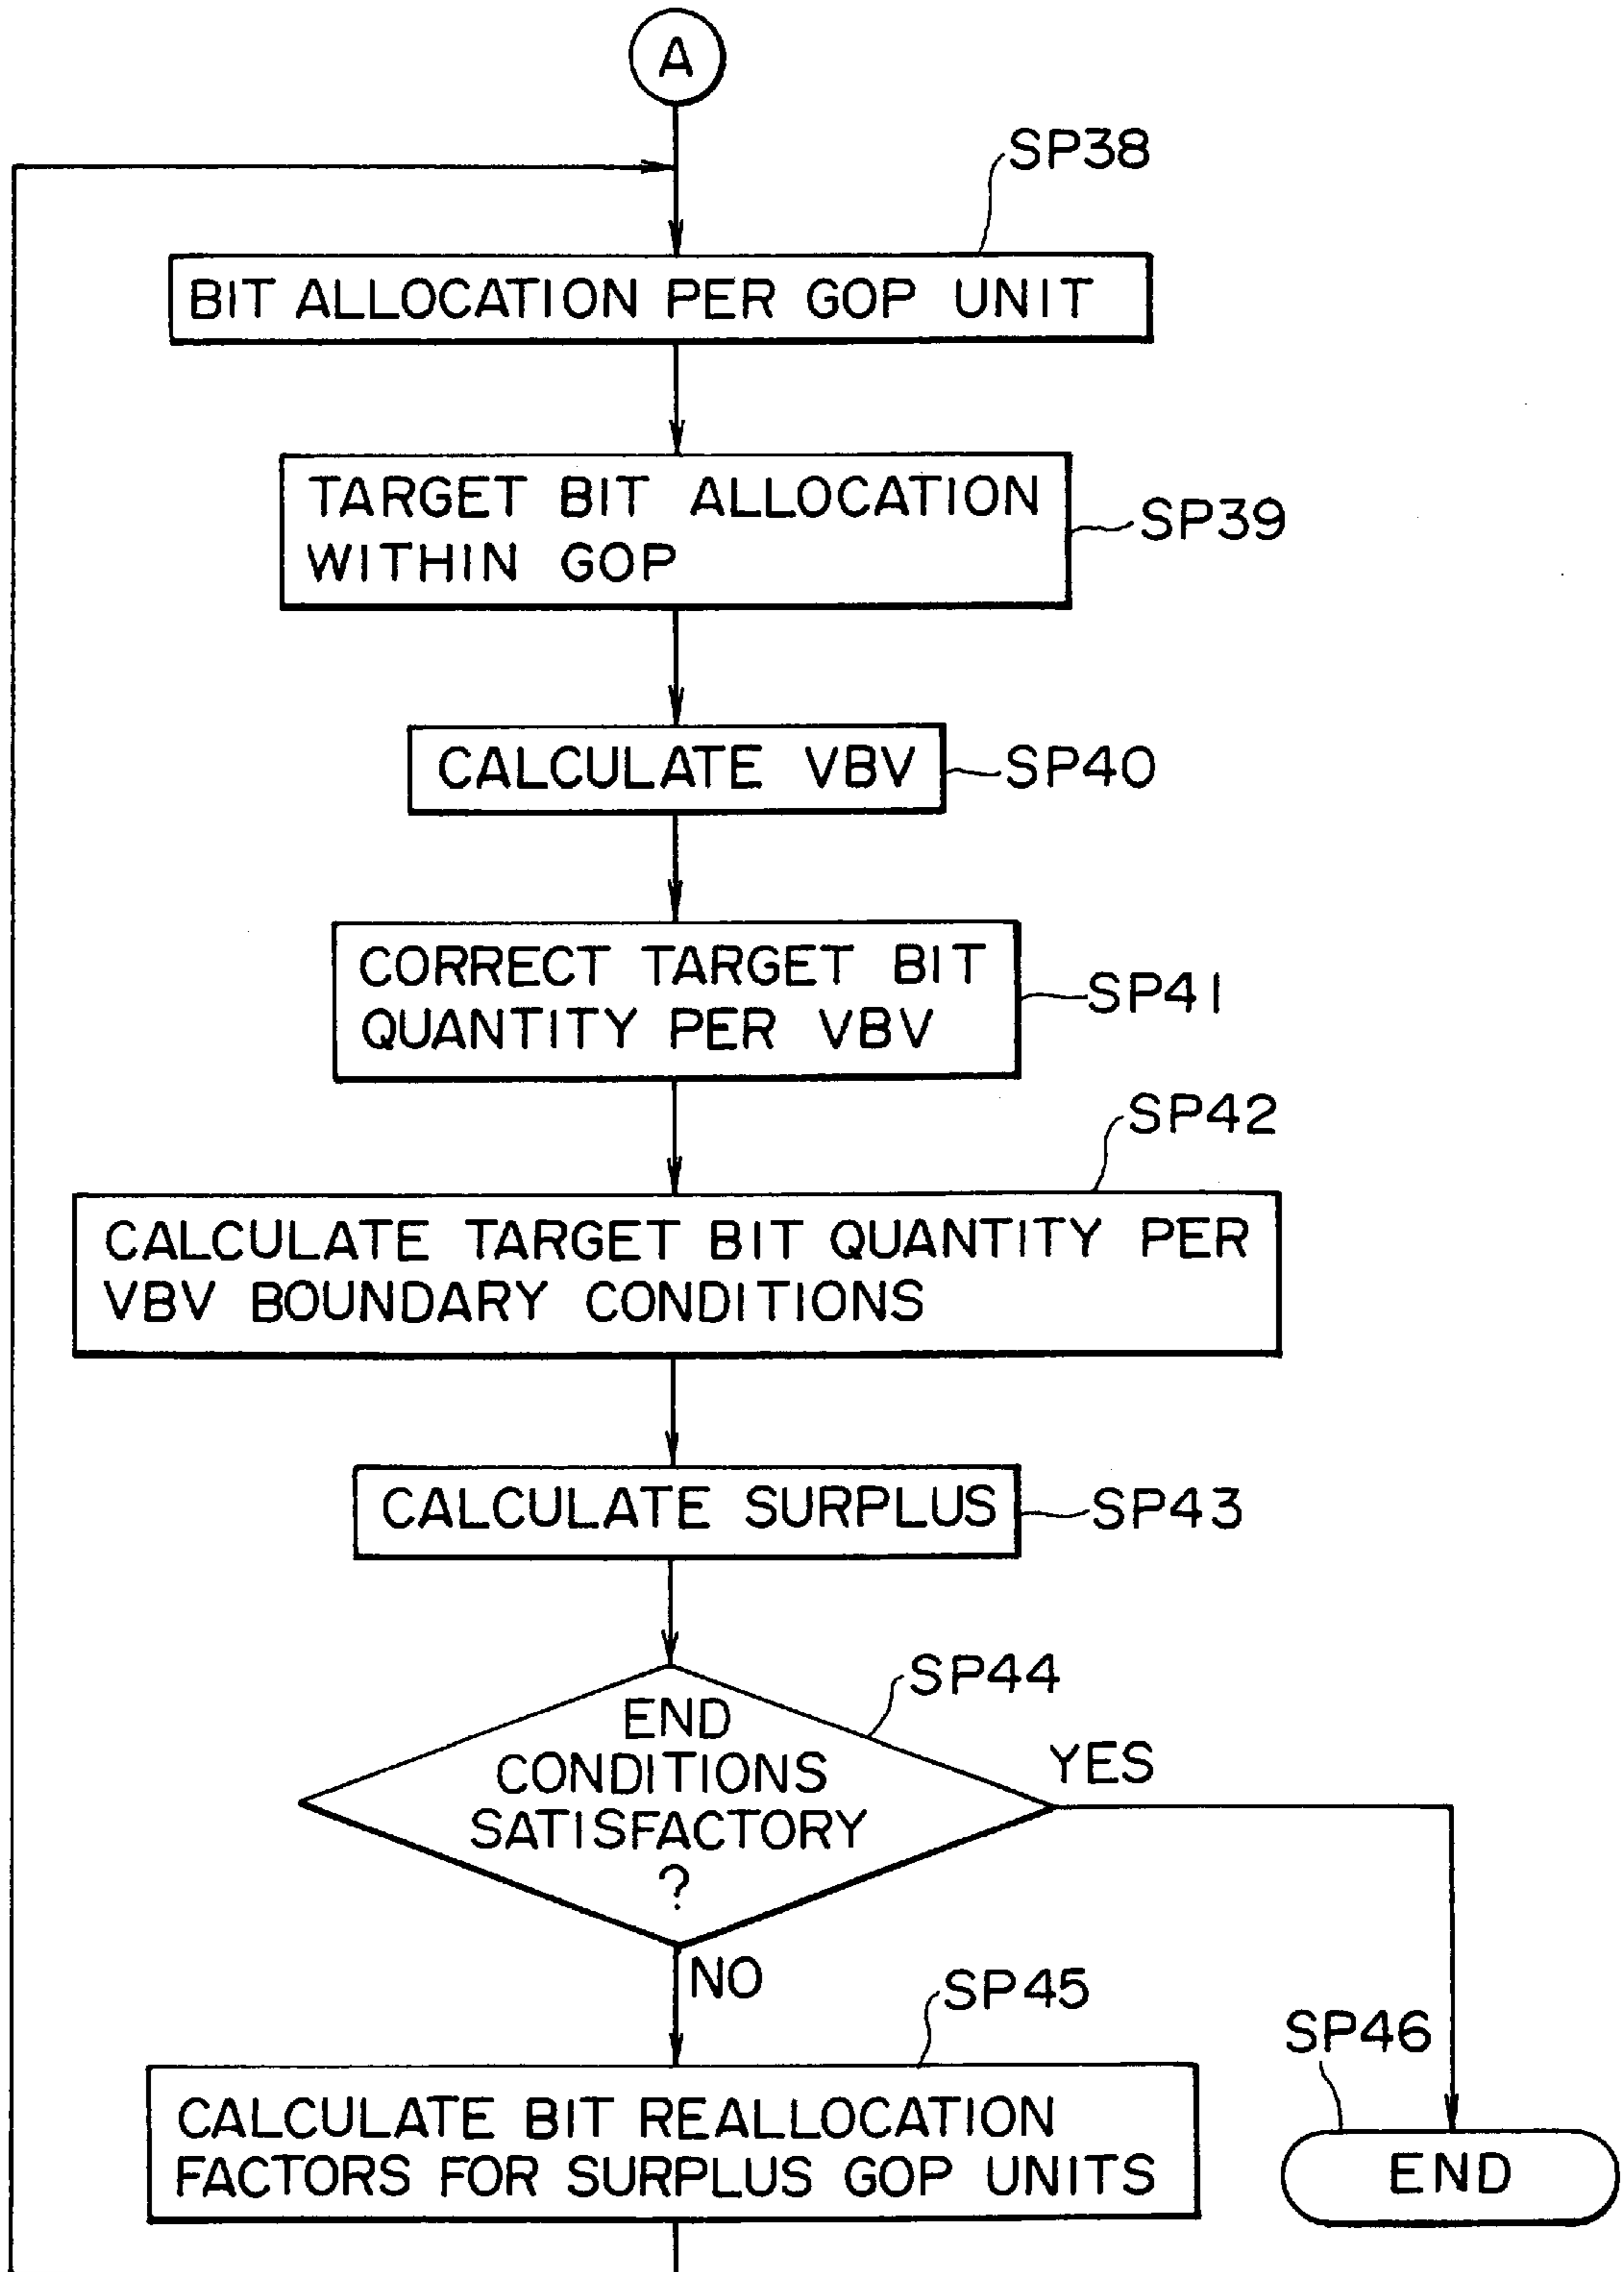 A
SP38
BIT ALLOCATION PER GOP UNIT
TARGET BIT ALLOCATION
WITHIN GOP
SP39
CALCULATE VBV
SP40
CORRECT TARGET BIT
QUANTITY PER VBV
SP41
SP42
CALCULATE TARGET BIT QUANTITY PER
VBV BOUNDARY CONDITIONS
CALCULATE SURPLUS
SP43
SP44
END
CONDITIONS
SATISFACTORY
?
YES
NO
SP45
CALCULATE BIT REALLOCATION
FACTORS FOR SURPLUS GOP UNITS
SP46
END